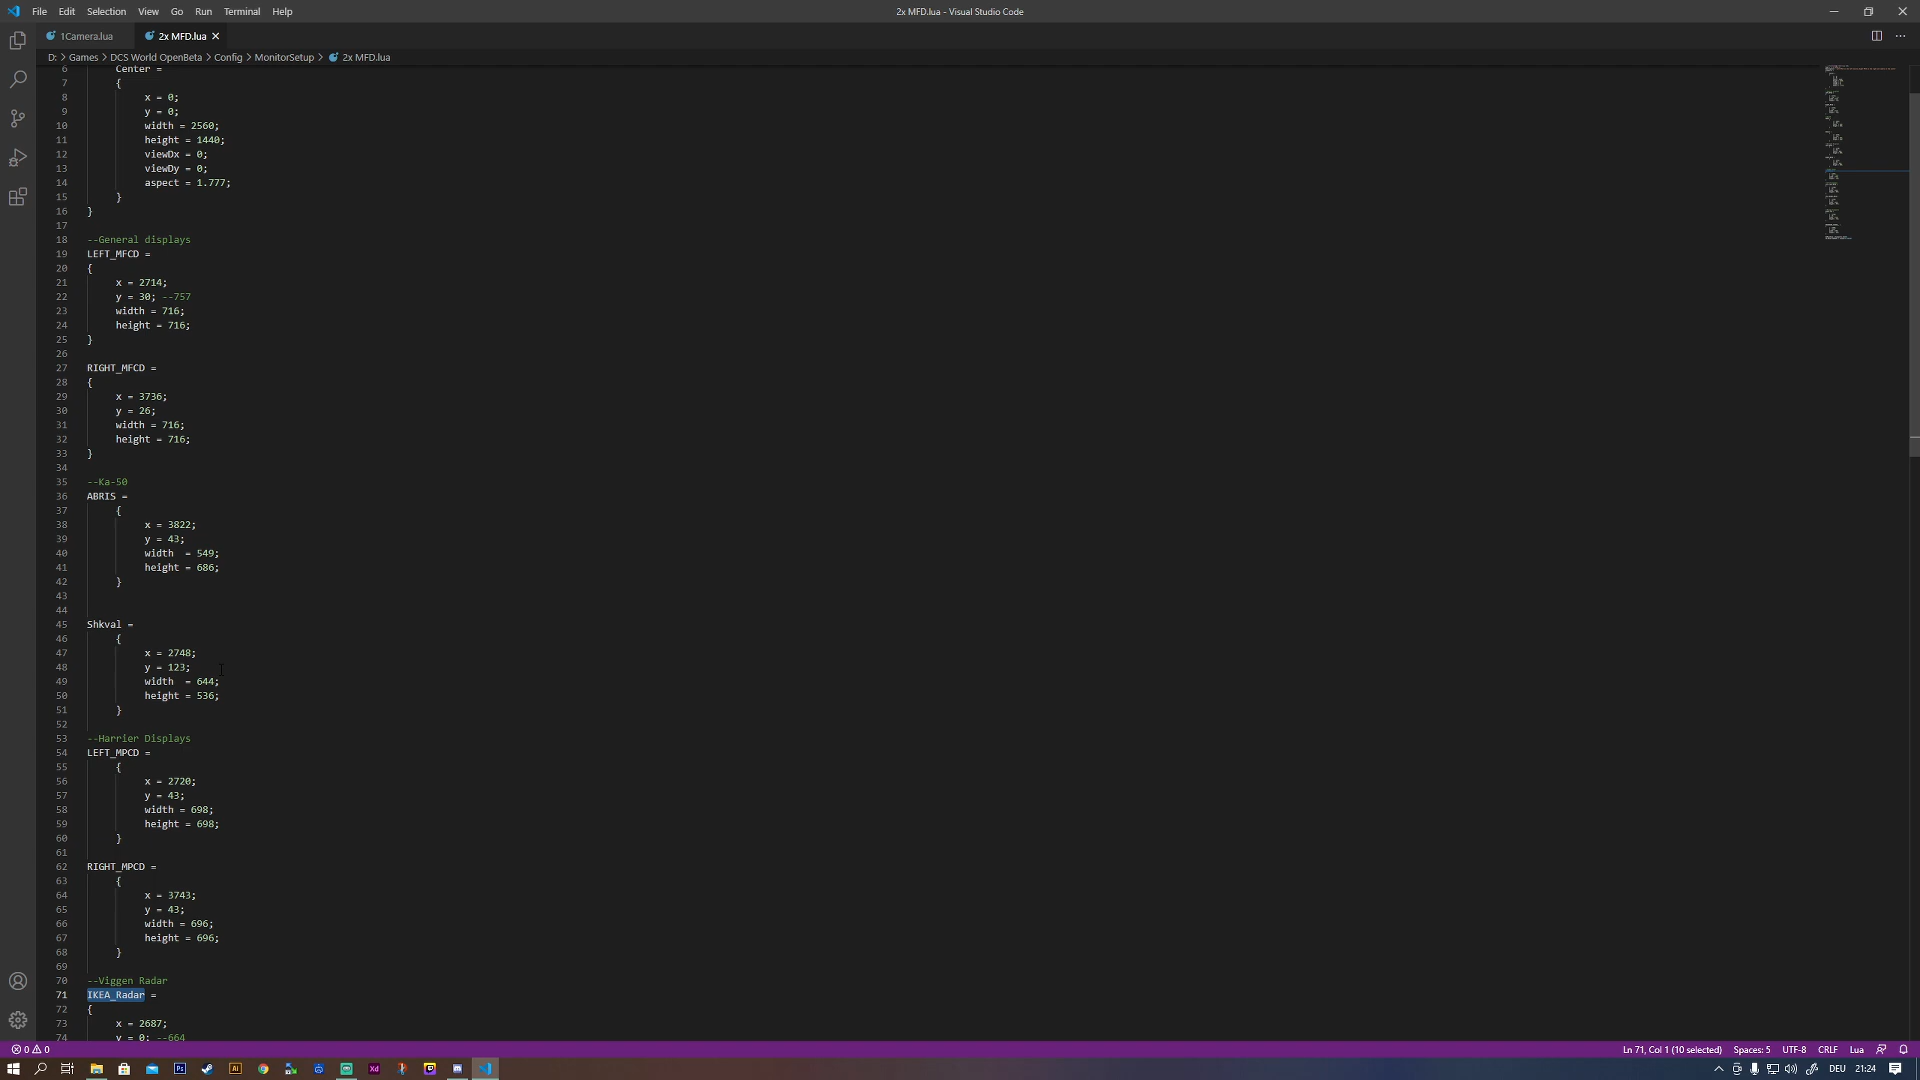 File Edit Selection View Go Run Terminal Help
2x MFD.lua - Visual Studio Code
1Camera.lua
2x MFD.lua
D: > Games > DCS World OpenBeta > Config > MonitorSetup > 2x MFD.lua
6 Center =
7 {
8 x = 0;
9 y = 0;
10 width = 2560;
11 height = 1440;
12 viewDx = 0;
13 viewDy = 0;
14 aspect = 1.777;
15 }
16 }
17
18 --General displays
19 LEFT_MFCD =
20 {
21 x = 2714;
22 y = 30; --757
23 width = 716;
24 height = 716;
25 }
26
27 RIGHT_MFCD =
28 {
29 x = 3736;
30 y = 26;
31 width = 716;
32 height = 716;
33 }
34
35 --Ka-50
36 ABRIS =
37 {
38 x = 3822;
39 y = 43;
40 width  = 549;
41 height = 686;
42 }
43
44
45 Shkval =
46 {
47 x = 2748;
48 y = 123;
49 width  = 644;
50 height = 536;
51 }
52
53 --Harrier Displays
54 LEFT_MPCD =
55 {
56 x = 2720;
57 y = 43;
58 width = 698;
59 height = 698;
60 }
61
62 RIGHT_MPCD =
63 {
64 x = 3743;
65 y = 43;
66 width = 696;
67 height = 696;
68 }
69
70 --Viggen Radar
71 IKEA_Radar =
72 {
73 x = 2687;
74 y = 0; --664
0 0
Ln 71, Col 1 (10 selected) Spaces: 5 UTF-8 CRLF Lua
Ps Ai Xd
DEU 21:24